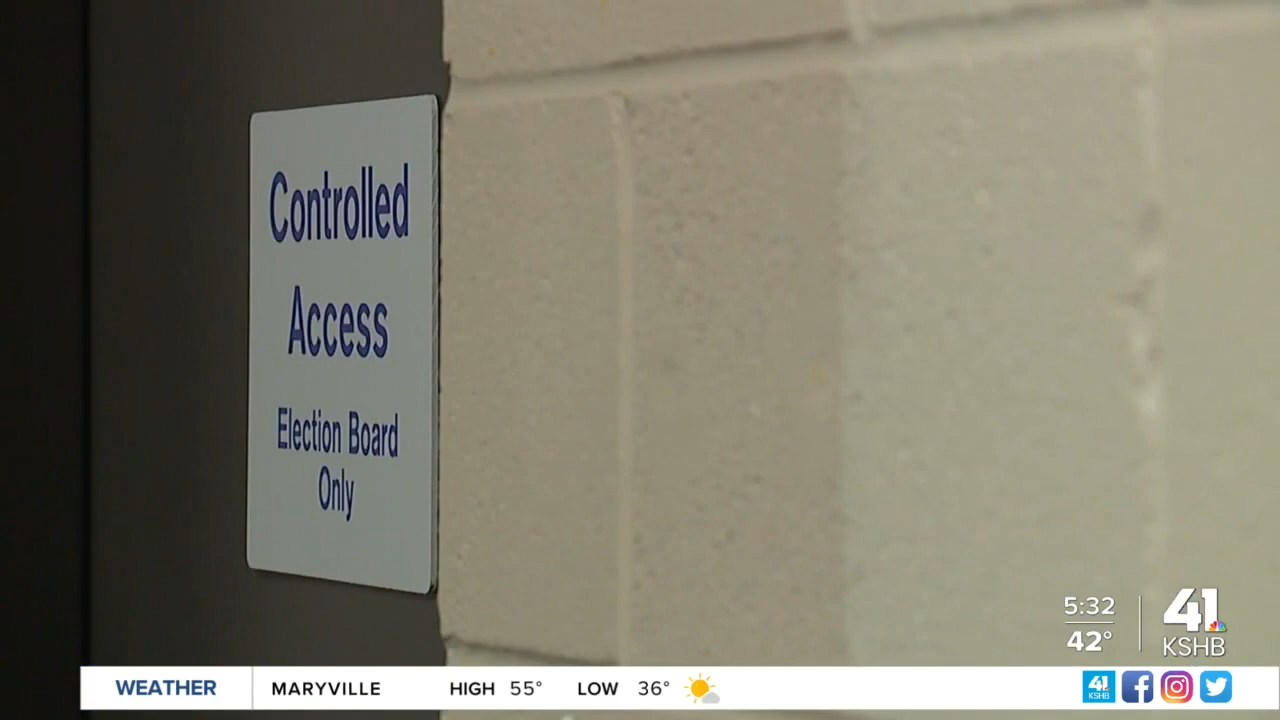 Controlled
Access
Election Board
Only
5:32
42°
41
KSHB
WEATHER MARYVILLE HIGH 55° LOW 36°
41
KSHB